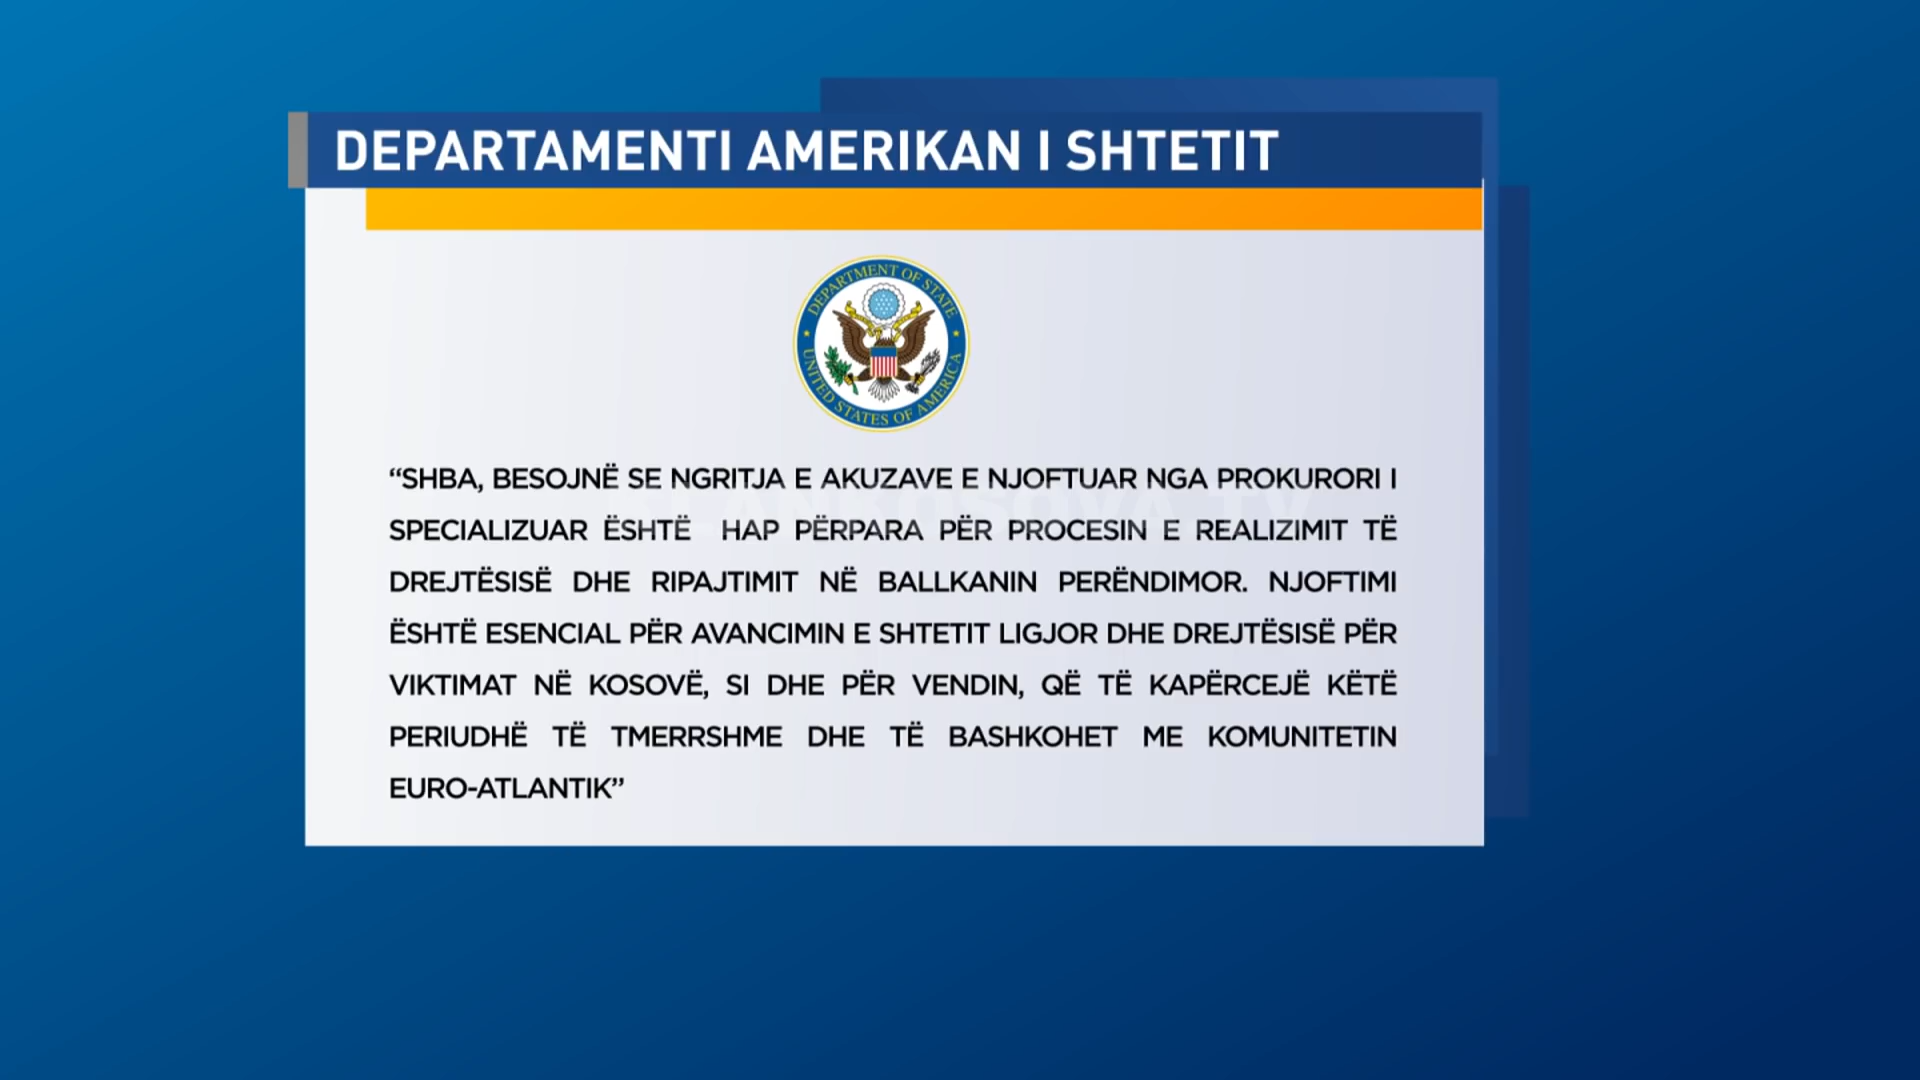 DEPARTAMENTI AMERIKAN I SHTETIT
DEPARTMENT OF STATE
UNITED STATES OF AMERICA
“SHBA, BESOJNË SE NGRITJA E AKUZAVE E NJOFTUAR NGA PROKURORI I
SPECIALIZUAR ËSHTË HAP PËRPARA PËR PROCESIN E REALIZIMIT TË
DREJTËSISË DHE RIPAJTIMIT NË BALLKANIN PERËNDIMOR. NJOFTIMI
ËSHTË ESENCIAL PËR AVANCIMIN E SHTETIT LIGJOR DHE DREJTËSISË PËR
VIKTIMAT NË KOSOVË, SI DHE PËR VENDIN, QË TË KAPËRCEJË KËTË
PERIUDHË TË TMERRSHME DHE TË BASHKOHET ME KOMUNITETIN
EURO-ATLANTIK”